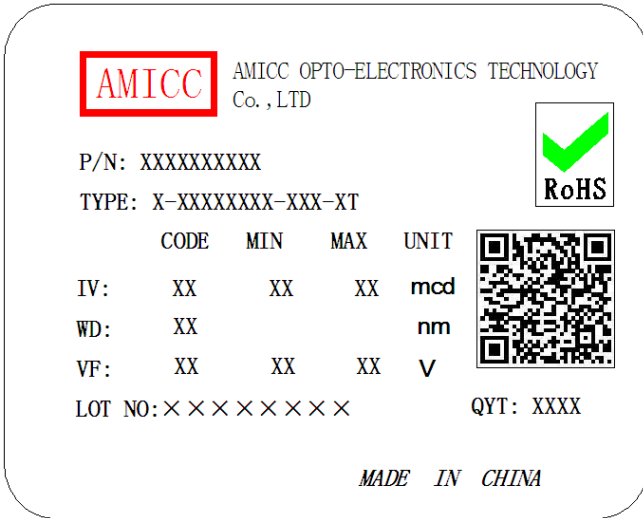 AMICC
AMICC OPTO-ELECTRONICS TECHNOLOGY
Co.,LTD
RoHS
P/N: XXXXXXXXXX
TYPE: X-XXXXXXXX-XXX-XT
CODE MIN MAX UNIT
IV: XX XX XX mcd
WD: XX nm
VF: XX XX XX V
LOT NO:×××××××× QYT: XXXX
MADE IN CHINA